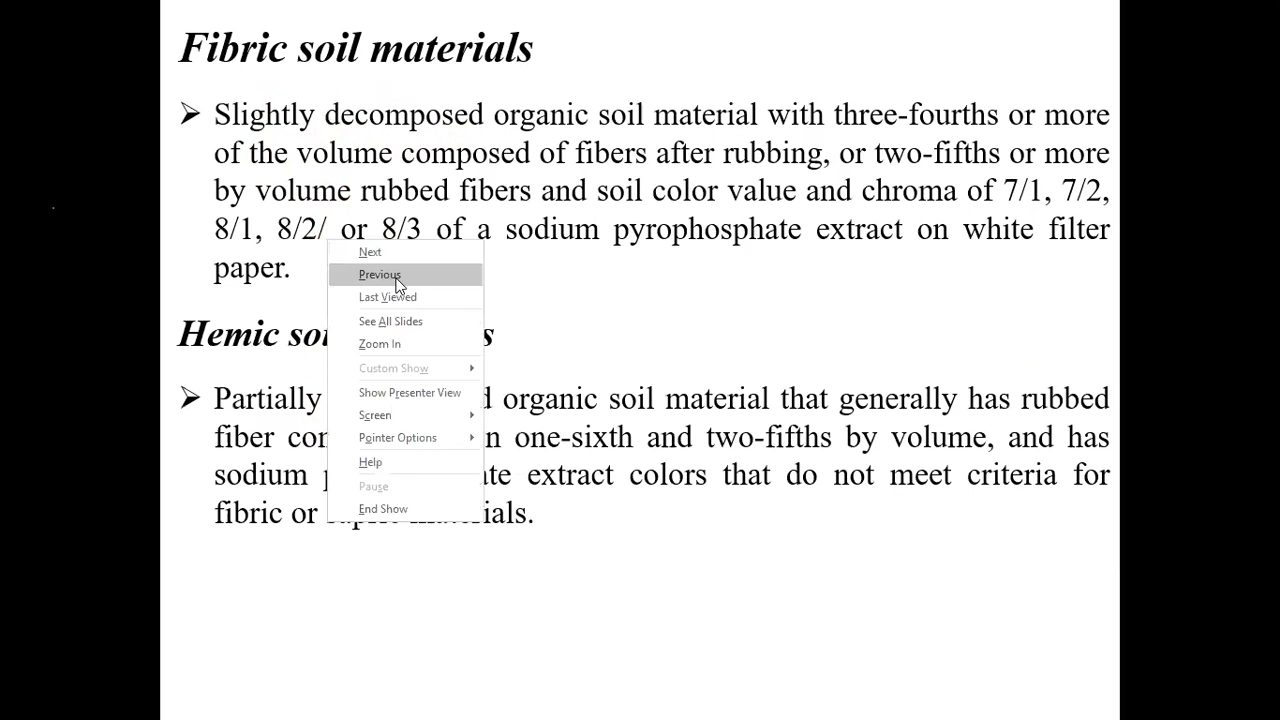 Fibric soil materials
➢ Slightly decomposed organic soil material with three-fourths or more
of the volume composed of fibers after rubbing, or two-fifths or more
by volume rubbed fibers and soil color value and chroma of 7/1, 7/2,
8/1, 8/2/ or 8/3 of a sodium pyrophosphate extract on white filter
paper.
Next
Previous
Last Viewed
See All Slides
Zoom In
Custom Show
Show Presenter View
Screen
Pointer Options
Help
Pause
End Show
Hemic
➢ Partially organic soil material that generally has rubbed
fiber one-sixth and two-fifths by volume, and has
sodium extract colors that do not meet criteria for
fibric or